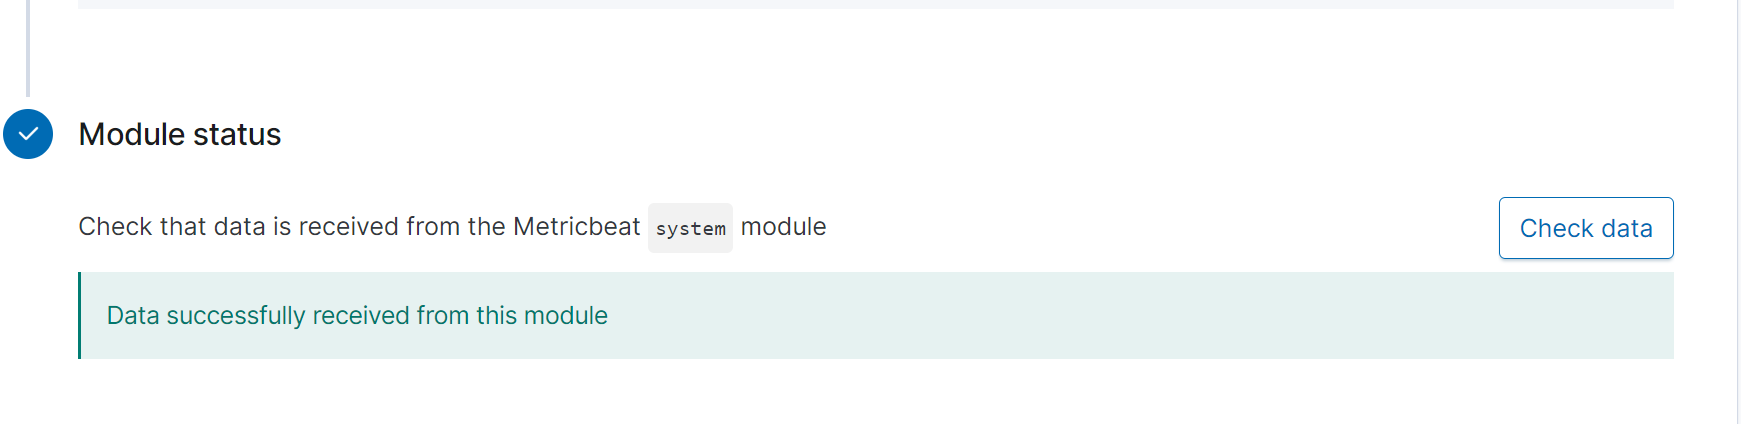 Module status
Check that data is received from the Metricbeat system module
Check data
Data successfully received from this module